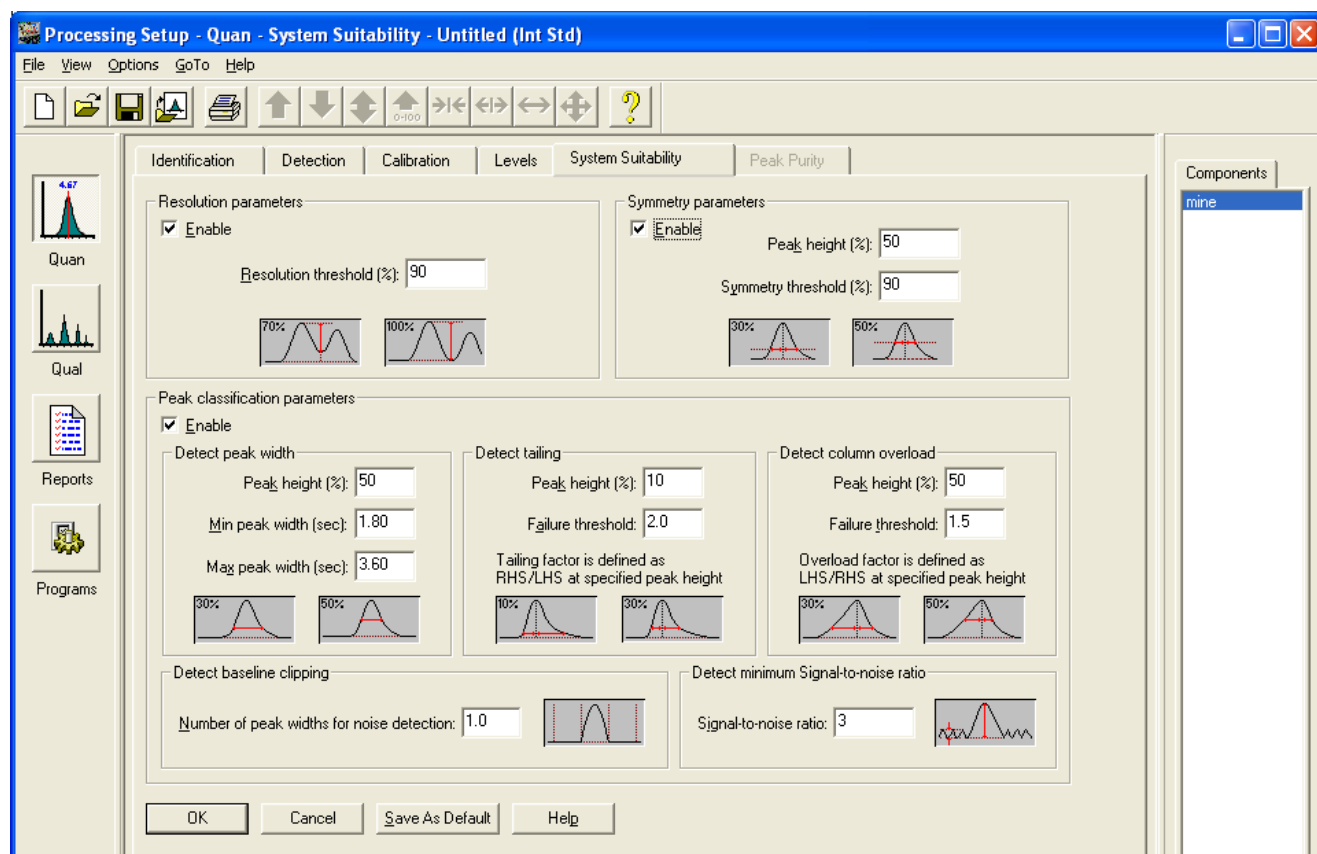 Processing Setup - Quan - System Suitability - Untitled (Int Std)
File View Options GoTo Help
0-100
Identification Detection Calibration Levels System Suitability Peak Purity
Components
mine
4.67
Quan
Qual
Reports
Programs
Resolution parameters
Enable
Resolution threshold (%): 90
70% 100%
Symmetry parameters
Enable
Peak height (%): 50
Symmetry threshold (%): 90
30% 50%
Peak classification parameters
Enable
Detect peak width
Peak height (%): 50
Min peak width (sec): 1.80
Max peak width (sec): 3.60
30% 50%
Detect tailing
Peak height (%): 10
Failure threshold: 2.0
Tailing factor is defined as
RHS/LHS at specified peak height
10% 30%
Detect column overload
Peak height (%): 50
Failure threshold: 1.5
Overload factor is defined as
LHS/RHS at specified peak height
30% 50%
Detect baseline clipping
Number of peak widths for noise detection: 1.0
Detect minimum Signal-to-noise ratio
Signal-to-noise ratio: 3
OK Cancel Save As Default Help